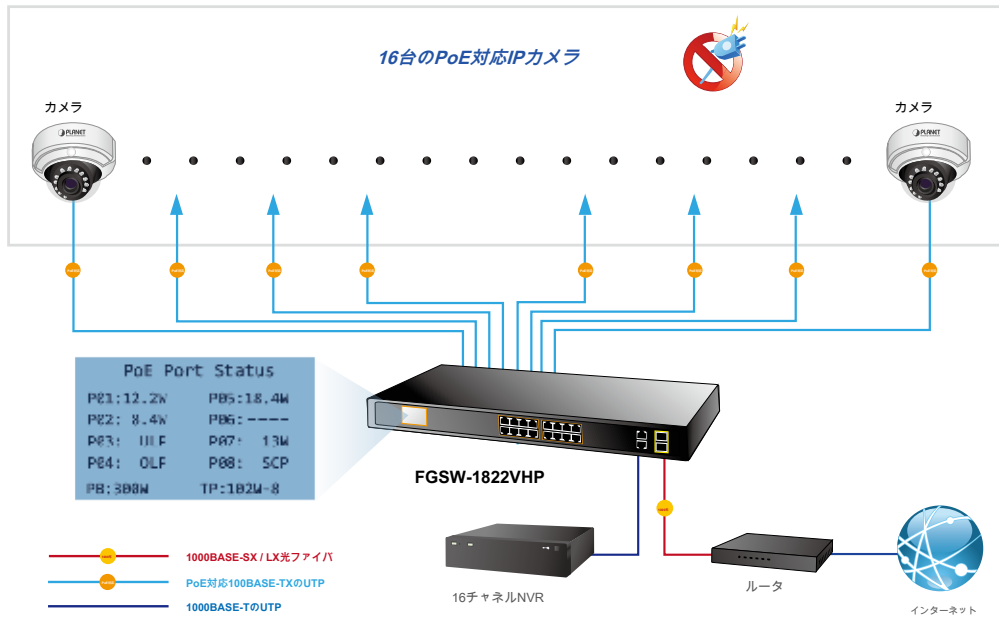 16台のPoE対応IPカメラ
カメラ
カメラ
PLANET
PLANET
PoE Port Status
P01:12.2W P05:18.4W
P02: 8.4W P06:----
P03: ULF P07: 13W
P04: OLF P08: SCP
PB:300W TP:102W-8
FGSW-1822VHP
1000BASE-SX / LX光ファイバ
PoE対応100BASE-TXのUTP
1000BASE-TのUTP
16チャネルNVR
ルータ
インターネット